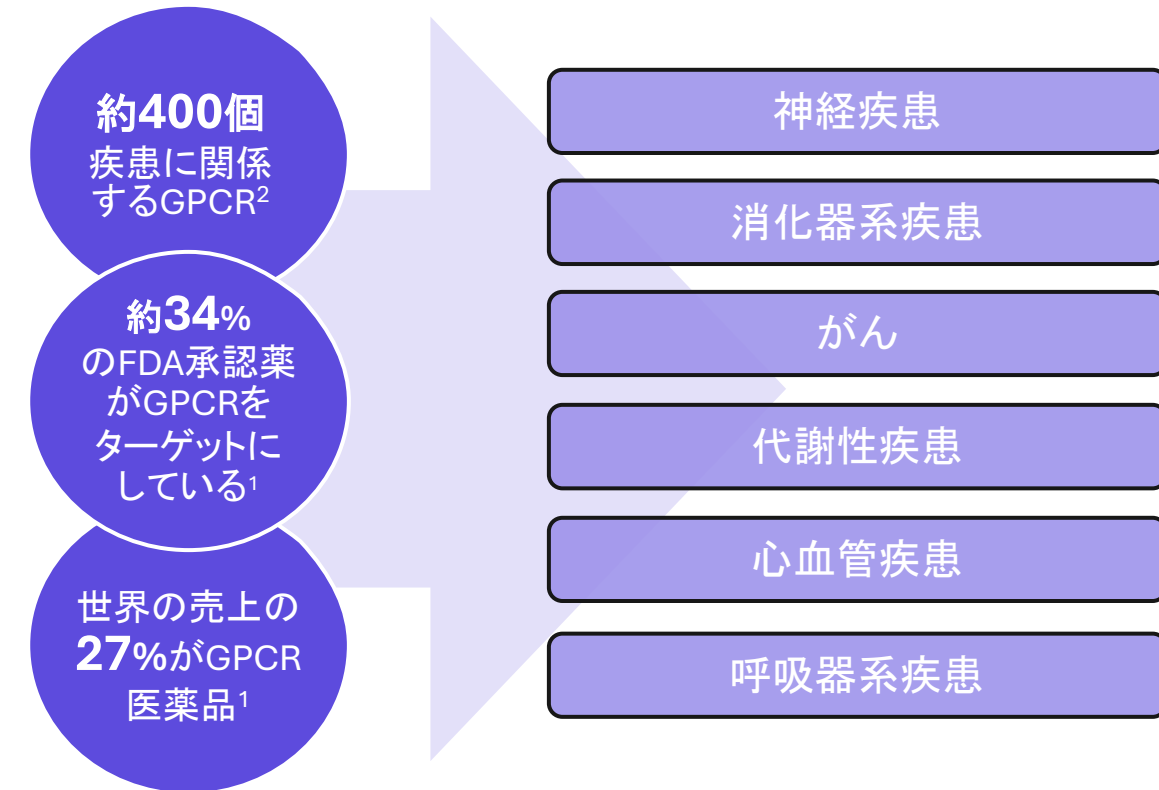 約400個
疾患に関係
するGPCR2
約34%
のFDA承認薬
がGPCRを
ターゲットに
している1
世界の売上の
27%がGPCR
医薬品1
神経疾患
消化器系疾患
がん
代謝性疾患
心血管疾患
呼吸器系疾患